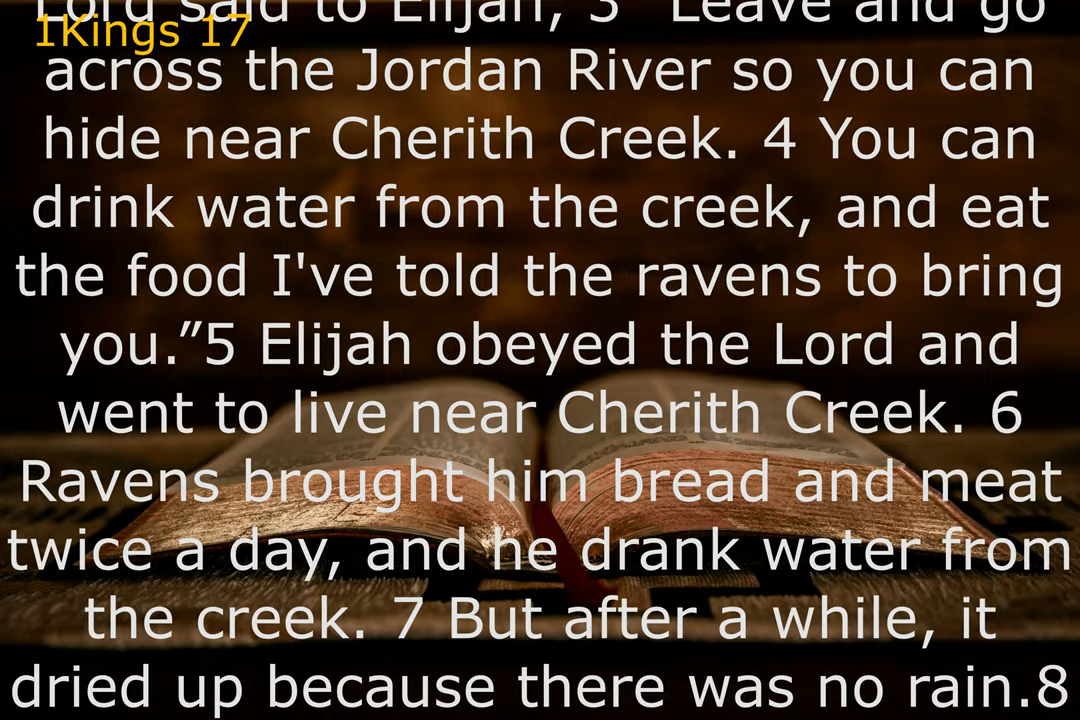 Lord said to Elijah, 3 "Leave and go
1Kings 17
across the Jordan River so you can
hide near Cherith Creek. 4 You can
drink water from the creek, and eat
the food I've told the ravens to bring
you.”5 Elijah obeyed the Lord and
went to live near Cherith Creek. 6
Ravens brought him bread and meat
twice a day, and he drank water from
the creek. 7 But after a while, it
dried up because there was no rain.8